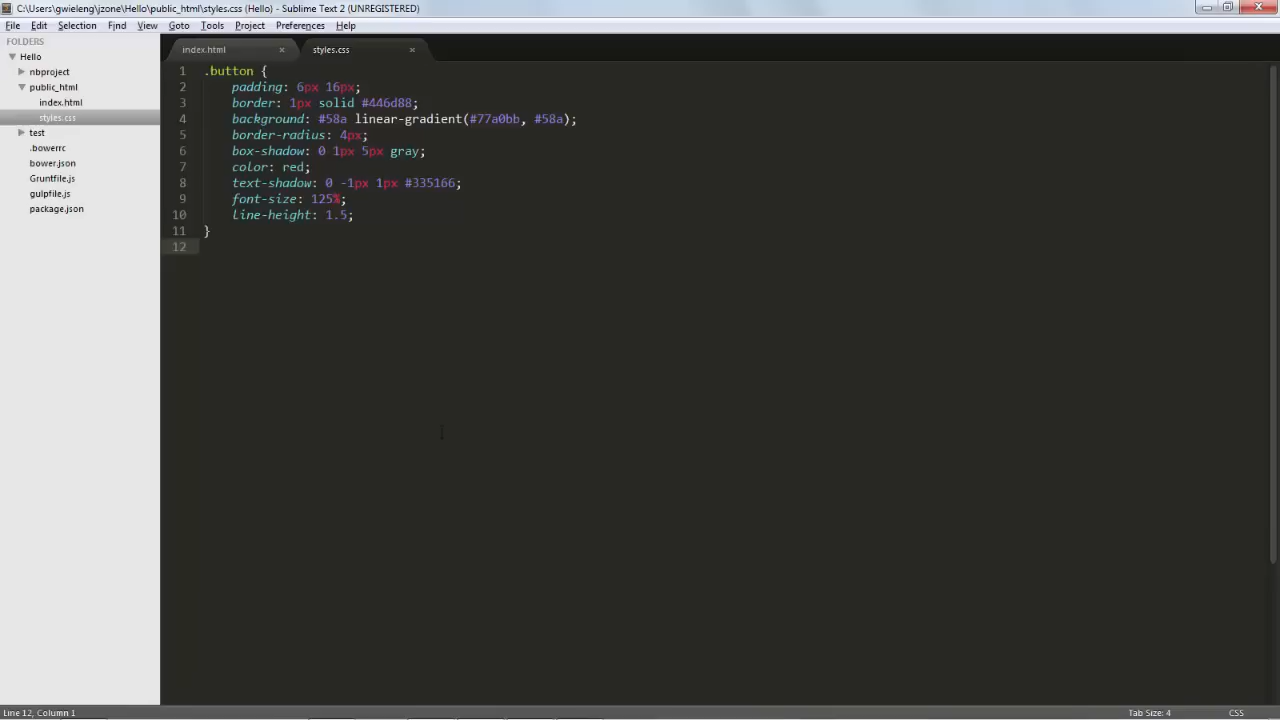 C:\Users\gwieleng\jzone\Hello\public_html\styles.css (Hello) - Sublime Text 2 (UNREGISTERED)
File Edit Selection Find View Goto Tools Project Preferences Help
FOLDERS
Hello
nbproject
public_html
index.html
styles.css
test
.bowerrc
bower.json
Gruntfile.js
gulpfile.js
package.json
index.html × styles.css ×
1 .button {
2 padding: 6px 16px;
3 border: 1px solid #446d88;
4 background: #58a linear-gradient(#77a0bb, #58a);
5 border-radius: 4px;
6 box-shadow: 0 1px 5px gray;
7 color: red;
8 text-shadow: 0 -1px 1px #335166;
9 font-size: 125%;
10 line-height: 1.5;
11 }
12
Line 12, Column 1 Tab Size: 4 CSS